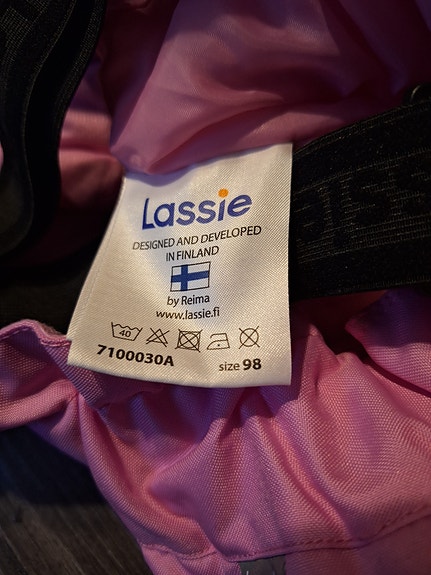 Lassie
DESIGNED AND DEVELOPED
IN FINLAND
by Reima
www.lassie.fi
40
7100030A
size 98